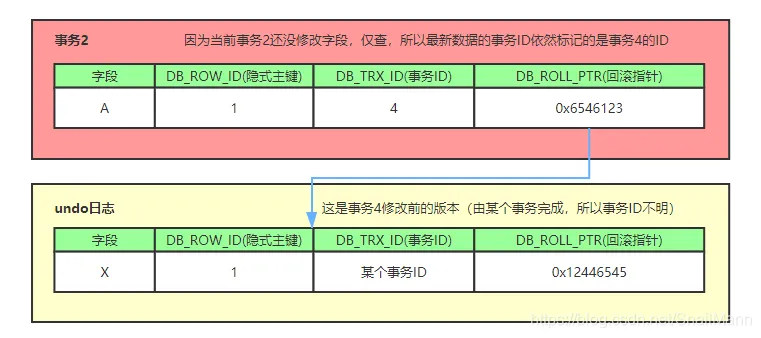 事务2 因为当前事务2还没修改字段，仅查，所以最新数据的事务ID依然标记的是事务4的ID
字段 DB_ROW_ID(隐式主键) DB_TRX_ID(事务ID) DB_ROLL_PTR(回滚指针)
A 1 4 0x6546123
undo日志 这是事务4修改前的版本（由某个事务完成，所以事务ID不明）
字段 DB_ROW_ID(隐式主键) DB_TRX_ID(事务ID) DB_ROLL_PTR(回滚指针)
X 1 某个事务ID 0x12446545
https://blog.csdn.net/SnailMann